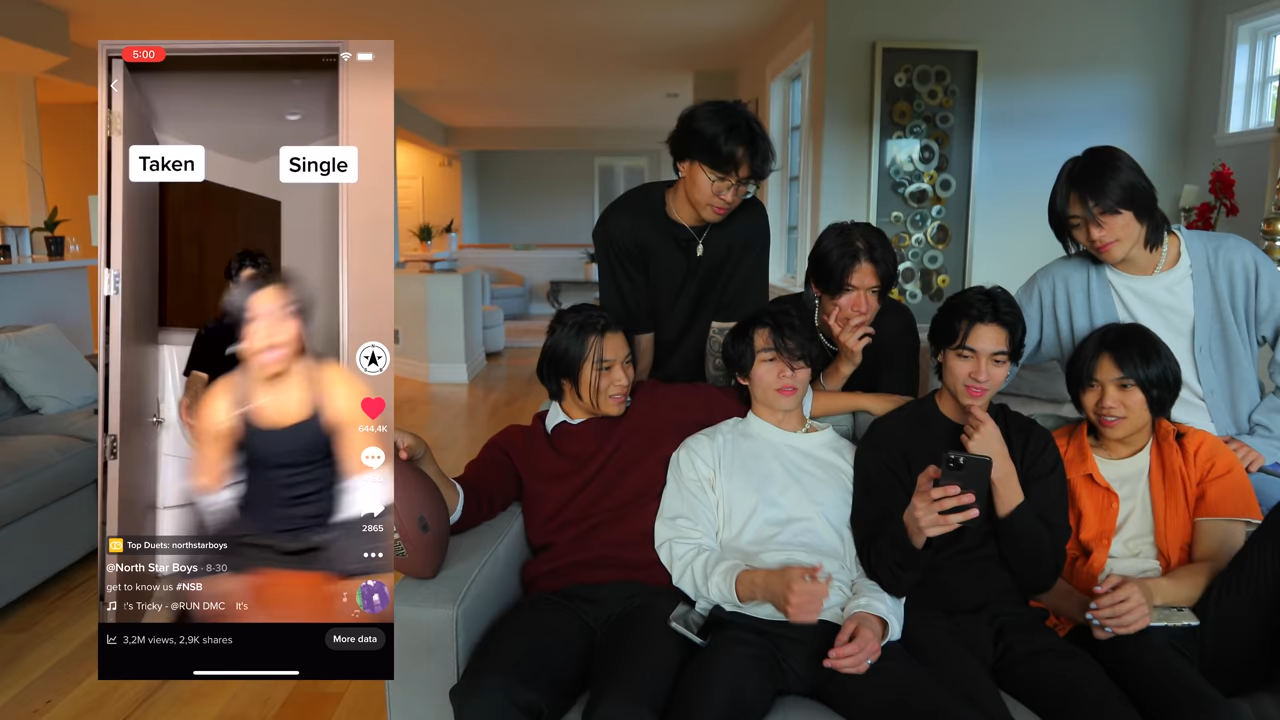 5:00
Taken
Single
644,4K
2865
Top Duets: northstarboys
@North Star Boys · 8-30
get to know us #NSB
:'s Tricky - @RUN DMC It's
3,2M views, 2,9K shares
More data